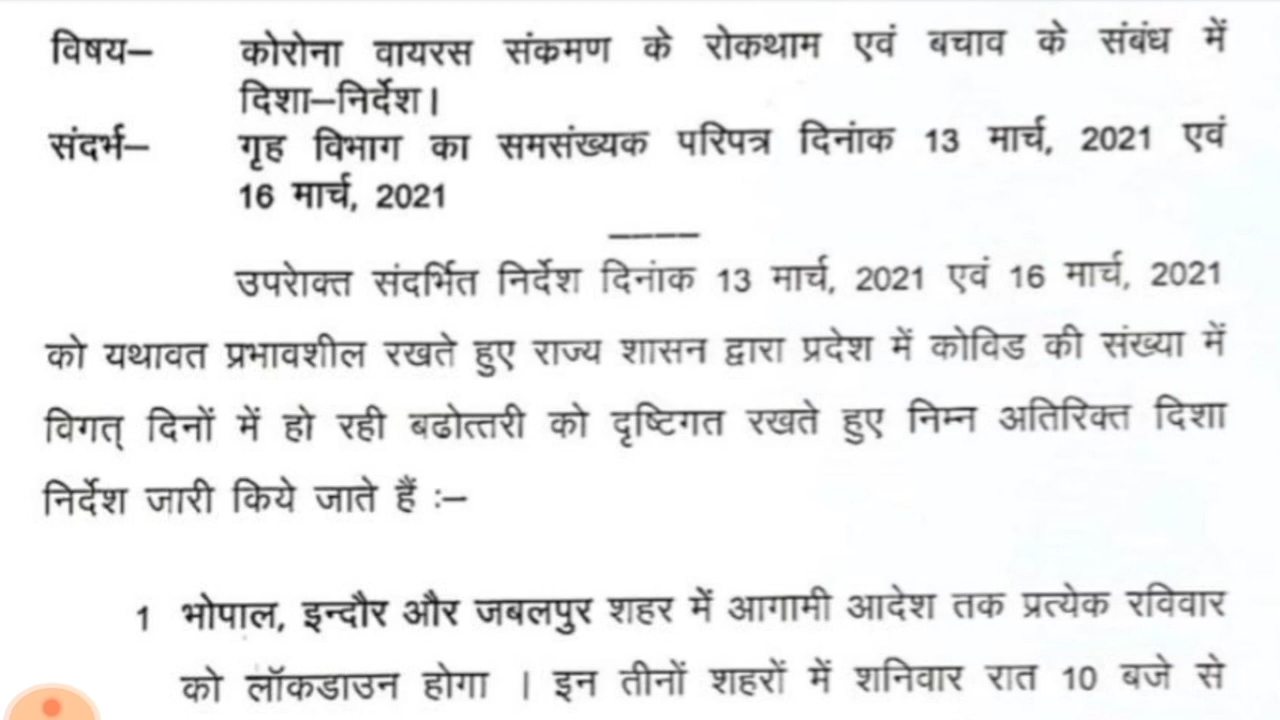 विषय– कोरोना वायरस संकमण के रोकथाम एवं बचाव के संबंध में
दिशा–निर्देश।
संदर्भ– गृह विभाग का समसंख्यक परिपत्र दिनांक 13 मार्च, 2021 एवं
16 मार्च, 2021
----
उपरोक्त संदर्भित निर्देश दिनांक 13 मार्च, 2021 एवं 16 मार्च, 2021
को यथावत प्रभावशील रखते हुए राज्य शासन द्वारा प्रदेश में कोविड की संख्या में
विगत् दिनों में हो रही बढोत्तरी को दृष्टिगत रखते हुए निम्न अतिरिक्त दिशा
निर्देश जारी किये जाते हैं :–
1 भोपाल, इन्दौर और जबलपुर शहर में आगामी आदेश तक प्रत्येक रविवार
को लॉकडाउन होगा । इन तीनों शहरों में शनिवार रात 10 बजे से